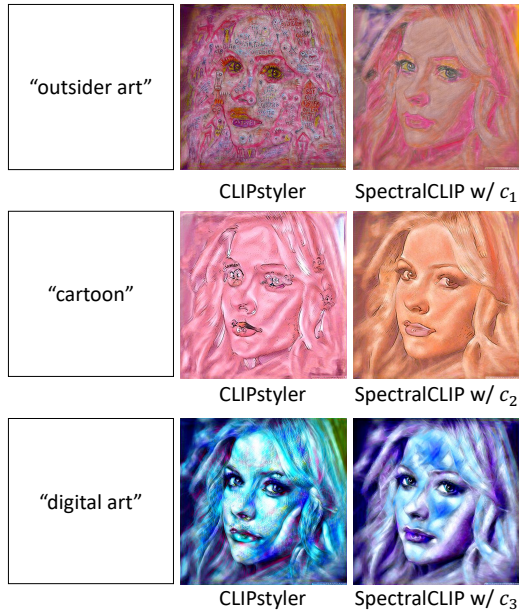 “outsider art”
CLIPstyler SpectralCLIP w/ c₁
“cartoon”
CLIPstyler SpectralCLIP w/ c₂
“digital art”
CLIPstyler SpectralCLIP w/ c₃